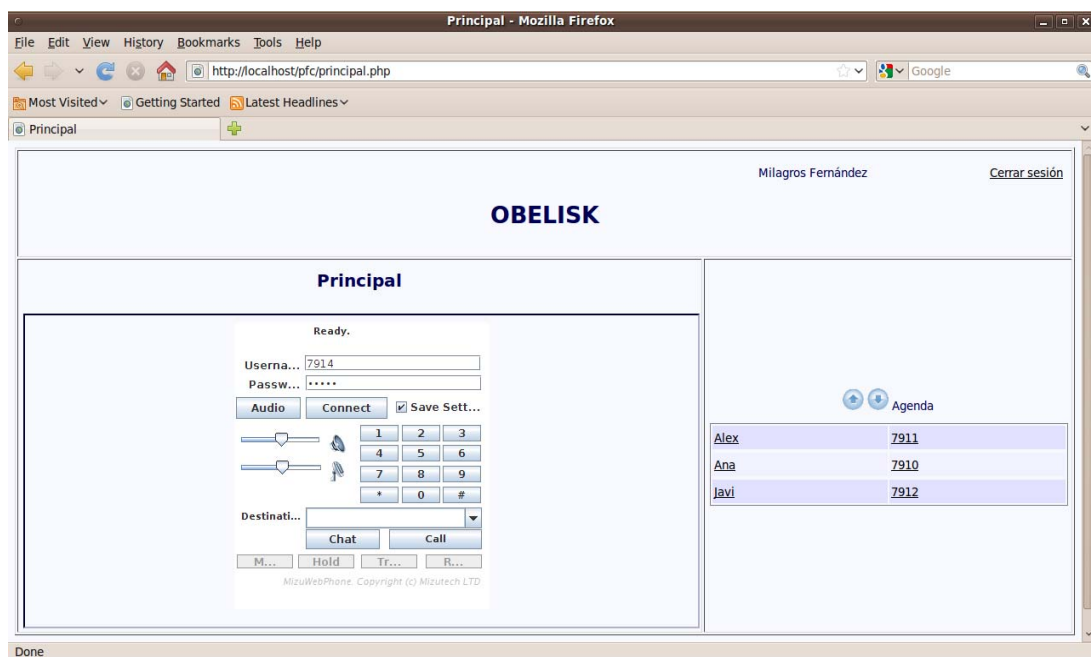 Principal - Mozilla Firefox
File Edit View History Bookmarks Tools Help
http://localhost/pfc/principal.php
Google
Most Visited Getting Started Latest Headlines
Principal
Milagros Fernández Cerrar sesión
OBELISK
Principal
Ready.
Userna... 7914
Passw... •••••
Audio Connect Save Sett...
1 2 3
4 5 6
7 8 9
* 0 #
Destinati...
Chat Call
M... Hold Tr... R...
MizuWebPhone. Copyright (c) Mizutech LTD
Agenda
Alex 7911
Ana 7910
Javi 7912
Done